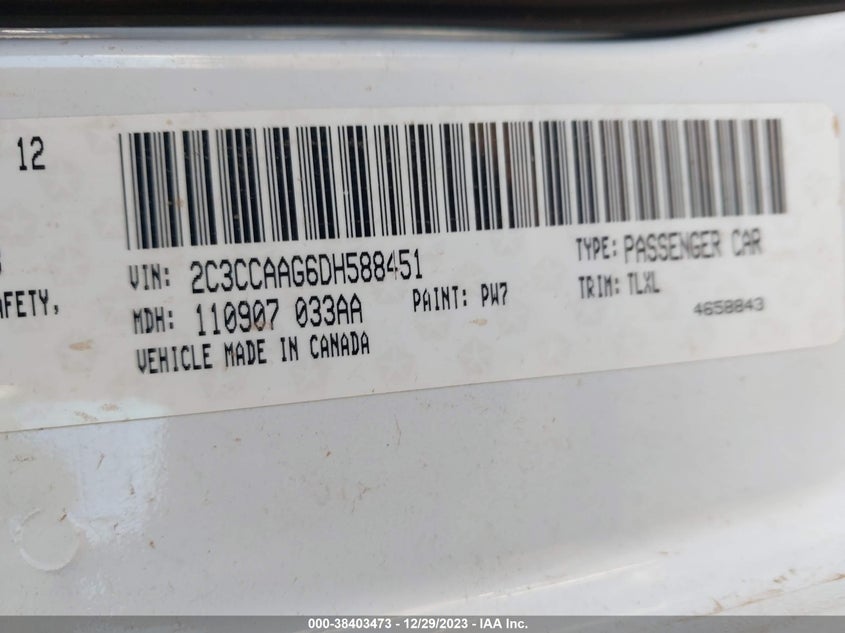 12
AFETY,
VIN: 2C3CCAAG6DH588451
TYPE: PASSENGER CAR
MDH: 110907 033AA
PAINT: PW7
TRIM: TLXL
4658843
VEHICLE MADE IN CANADA
000-38403473 - 12/29/2023 - IAA Inc.